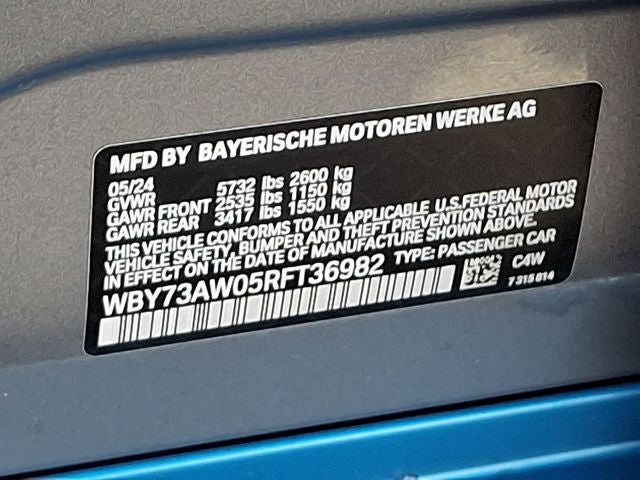 MFD BY BAYERISCHE MOTOREN WERKE AG
05/24
GVWR 5732 lbs 2600 kg
GAWR FRONT 2535 lbs 1150 kg
GAWR REAR 3417 lbs 1550 kg
THIS VEHICLE CONFORMS TO ALL APPLICABLE U.S.FEDERAL MOTOR
VEHICLE SAFETY, BUMPER AND THEFT PREVENTION STANDARDS
IN EFFECT ON THE DATE OF MANUFACTURE SHOWN ABOVE.
WBY73AW05RFT36982 TYPE: PASSENGER CAR
C4W
7 315 014